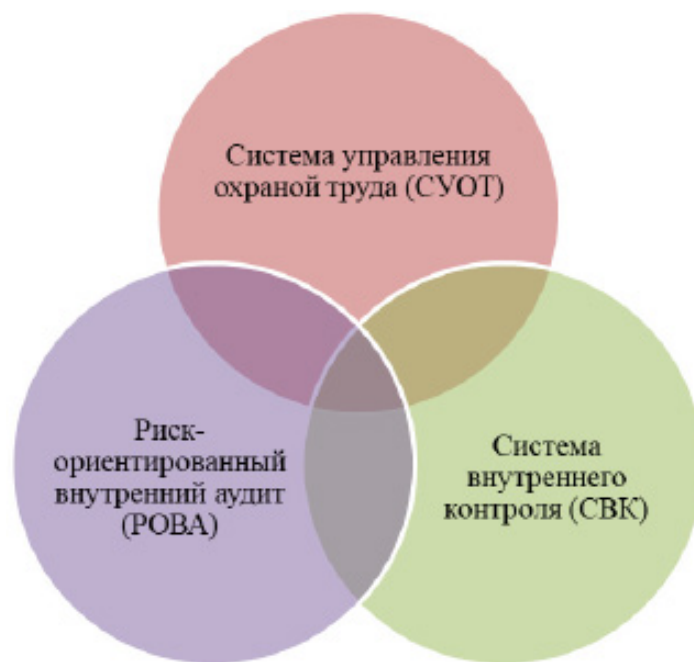 Система управления
охраной труда (СУОТ)
Риск-
ориентированный
внутренний аудит
(РОВА)
Система
внутреннего
контроля (СВК)